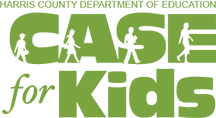 HARRIS COUNTY DEPARTMENT OF EDUCATION
CASE
for Kids